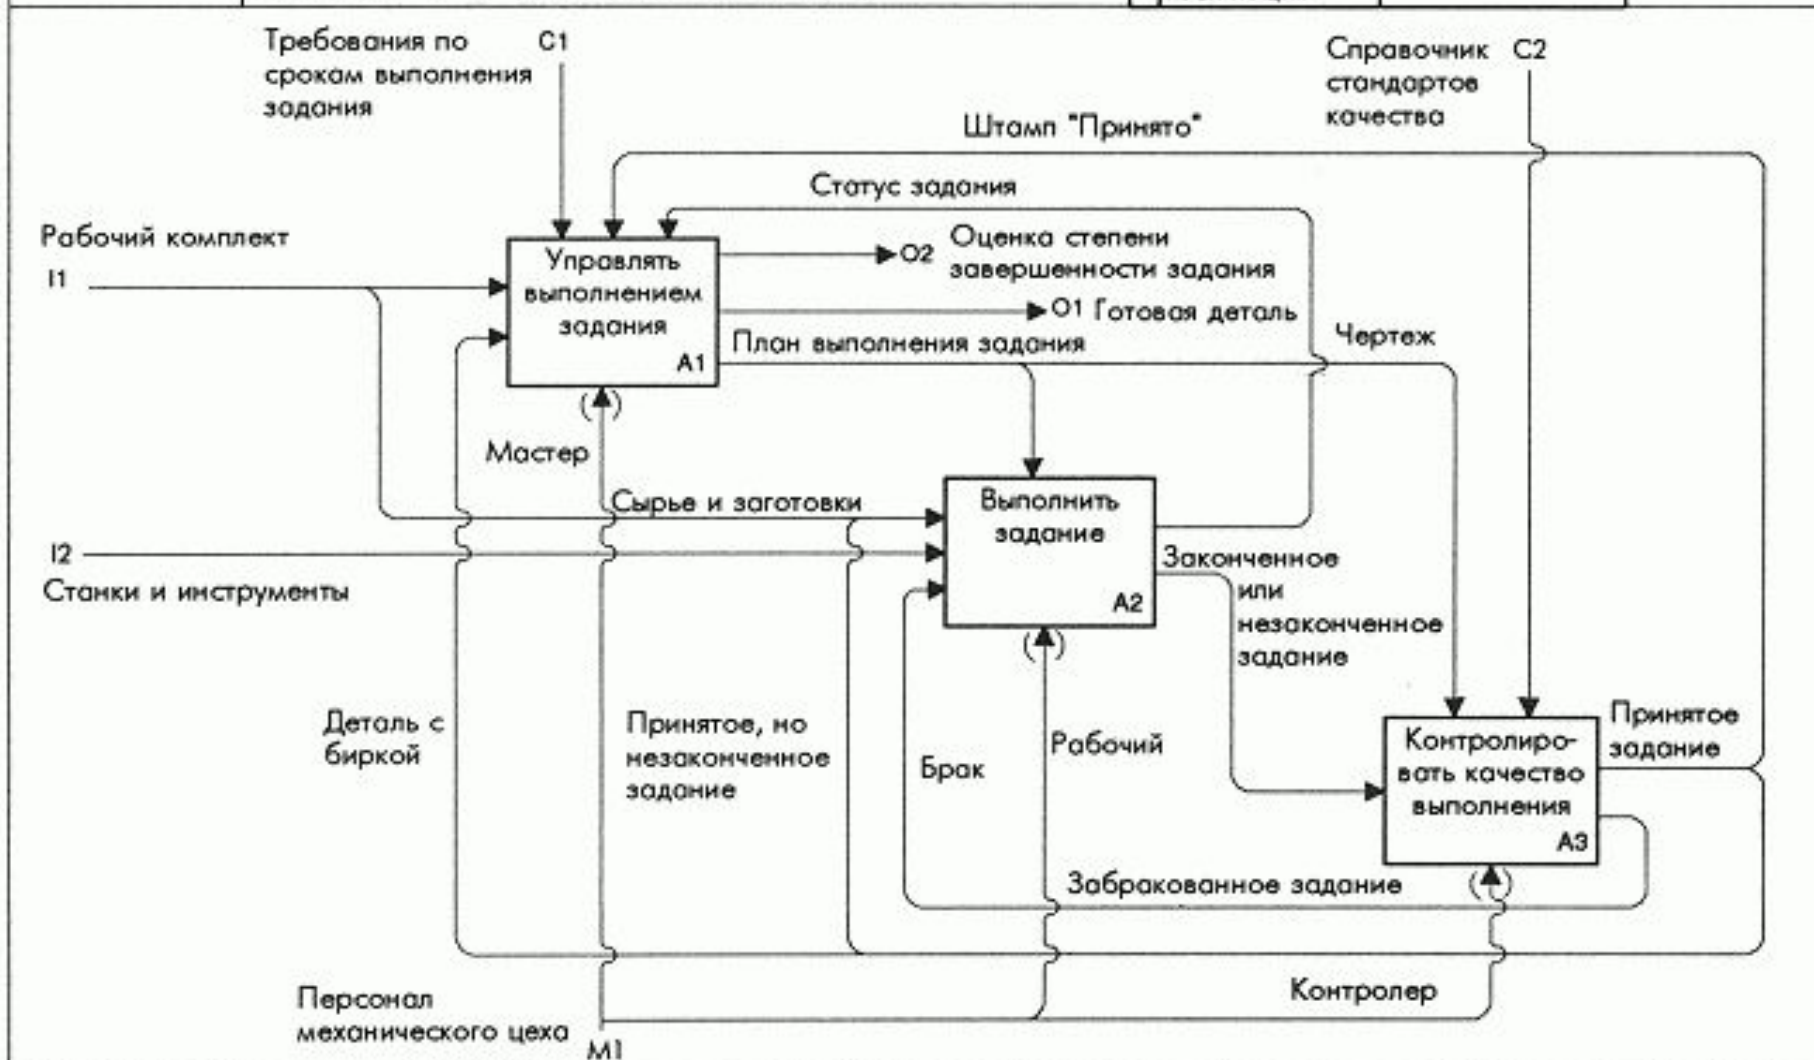 Требования по
срокам выполнения
задания
C1
Справочник
стандартов
качества
C2
Штамп "Принято"
Статус задания
Рабочий комплект
I1
Управлять
выполнением
задания
A1
O2
Оценка степени
завершенности задания
O1 Готовая деталь
План выполнения задания
Чертеж
Мастер
Сырье и заготовки
I2
Станки и инструменты
Выполнить
задание
A2
Законченное
или
незаконченное
задание
Деталь с
биркой
Принятое, но
незаконченное
задание
Брак
Рабочий
Контролиро-
вать качество
выполнения
A3
Принятое
задание
Забракованное задание
Персонал
механического цеха
M1
Контролер